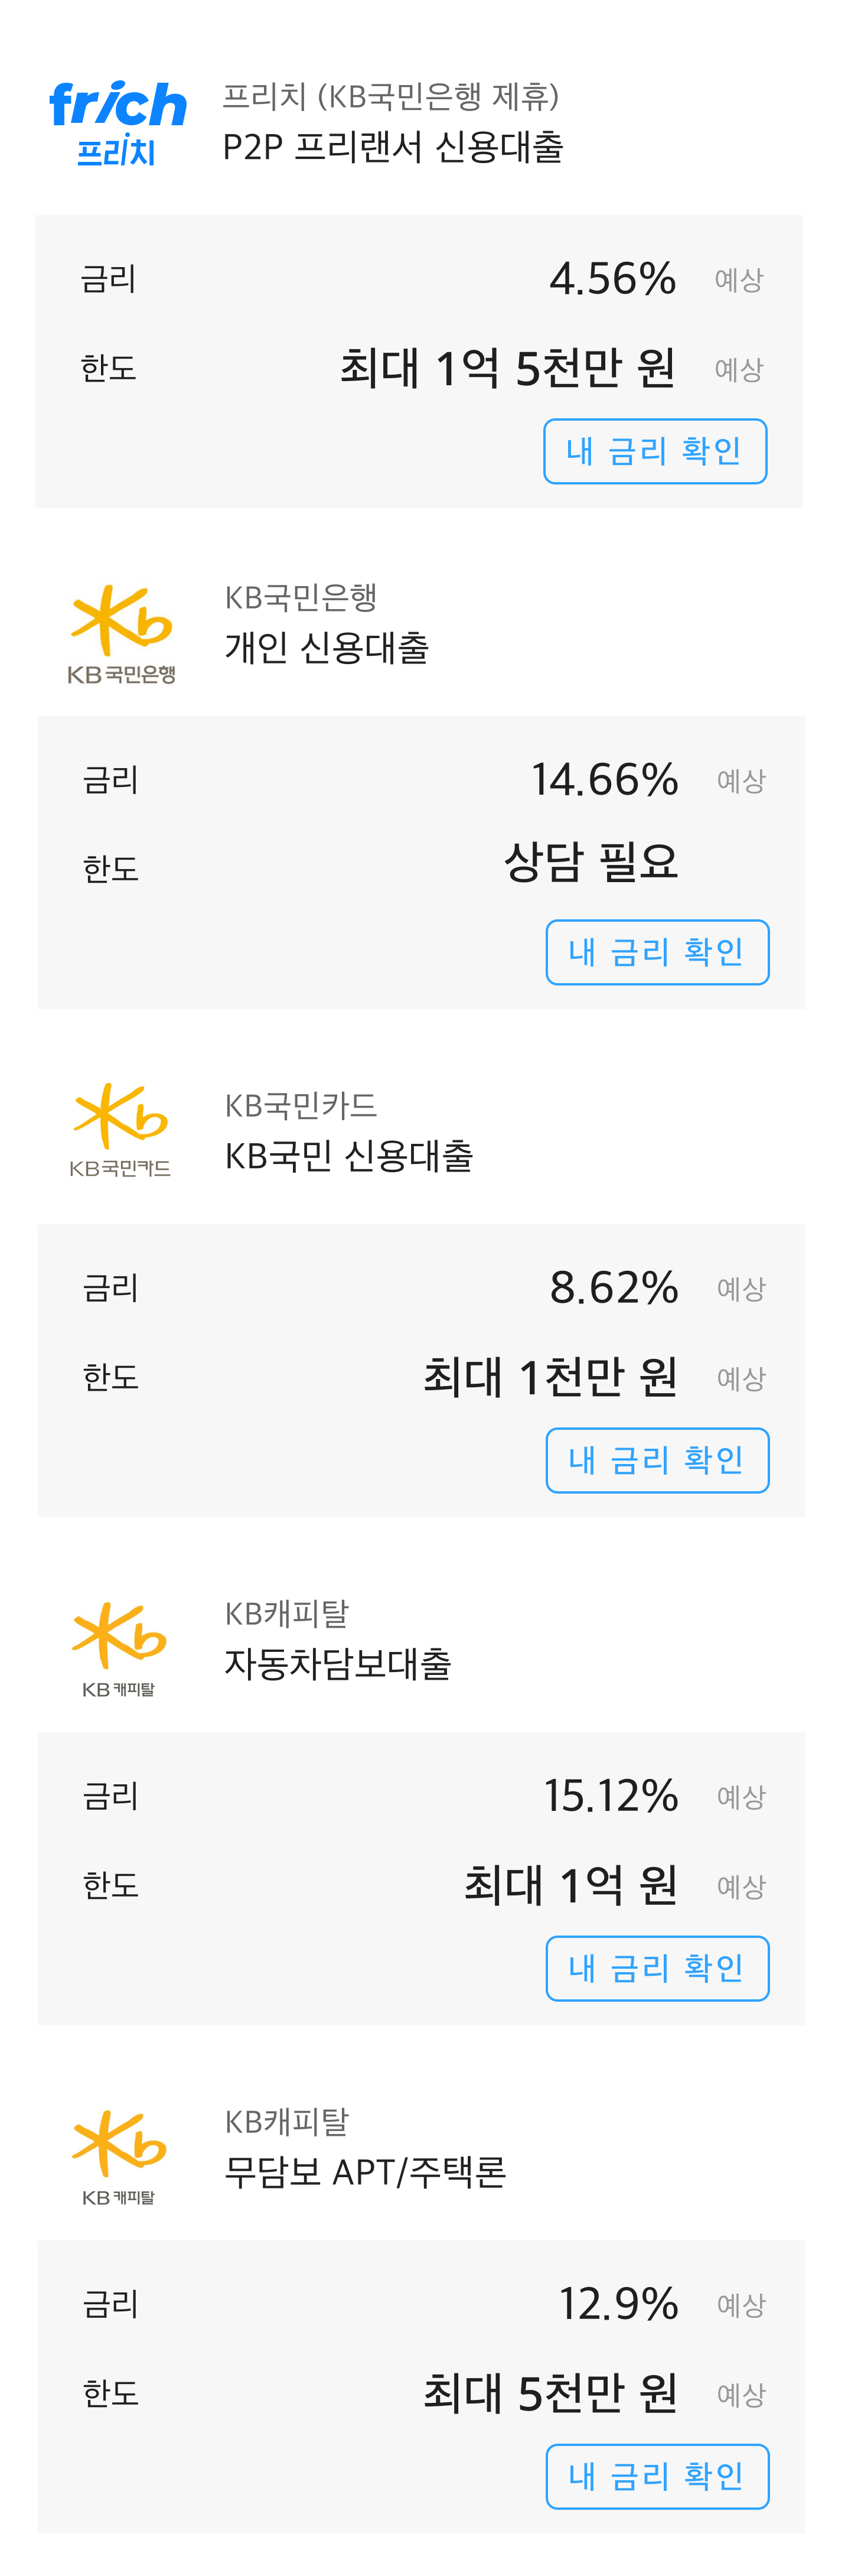 frich
프리치
프리치 (KB국민은행 제휴)
P2P 프리랜서 신용대출
금리 4.56% 예상
한도 최대 1억 5천만 원 예상
내 금리 확인
KB국민은행
KB국민은행
개인 신용대출
금리 14.66% 예상
한도 상담 필요
내 금리 확인
KB국민카드
KB국민카드
KB국민 신용대출
금리 8.62% 예상
한도 최대 1천만 원 예상
내 금리 확인
KB 캐피탈
KB캐피탈
자동차담보대출
금리 15.12% 예상
한도 최대 1억 원 예상
내 금리 확인
KB 캐피탈
KB캐피탈
무담보 APT/주택론
금리 12.9% 예상
한도 최대 5천만 원 예상
내 금리 확인